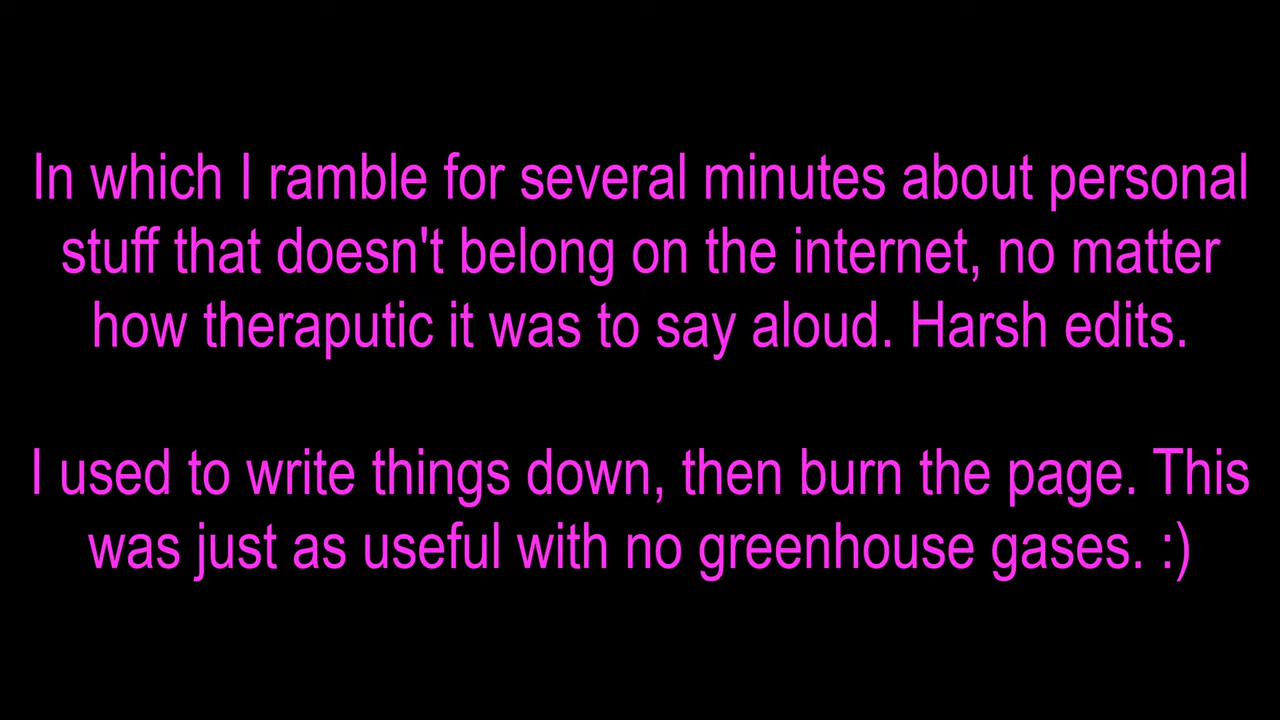 In which I ramble for several minutes about personal
stuff that doesn't belong on the internet, no matter
how theraputic it was to say aloud. Harsh edits.
I used to write things down, then burn the page. This
was just as useful with no greenhouse gases. :)